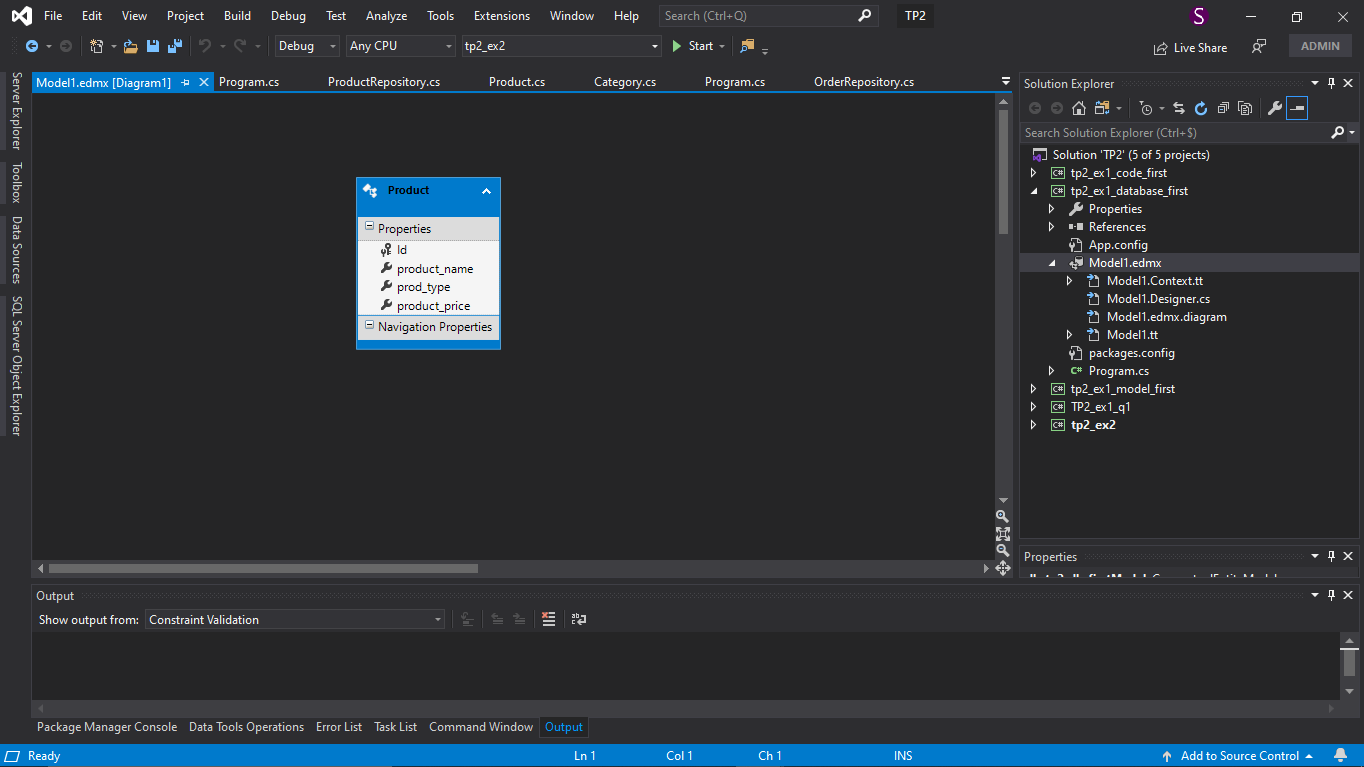 File Edit View Project Build Debug Test Analyze Tools Extensions Window Help Search (Ctrl+Q) TP2 S
Debug Any CPU tp2_ex2 Start Live Share ADMIN
Server Explorer
Toolbox
Data Sources
SQL Server Object Explorer
Model1.edmx [Diagram1] Program.cs ProductRepository.cs Product.cs Category.cs Program.cs OrderRepository.cs
Product
Properties
Id
product_name
prod_type
product_price
Navigation Properties
Solution Explorer
Search Solution Explorer (Ctrl+$)
Solution 'TP2' (5 of 5 projects)
C# tp2_ex1_code_first
C# tp2_ex1_database_first
Properties
References
App.config
Model1.edmx
Model1.Context.tt
Model1.Designer.cs
Model1.edmx.diagram
Model1.tt
packages.config
C# Program.cs
C# tp2_ex1_model_first
C# TP2_ex1_q1
C# tp2_ex2
Properties
Output
Show output from: Constraint Validation
Package Manager Console Data Tools Operations Error List Task List Command Window Output
Ready Ln 1 Col 1 Ch 1 INS Add to Source Control